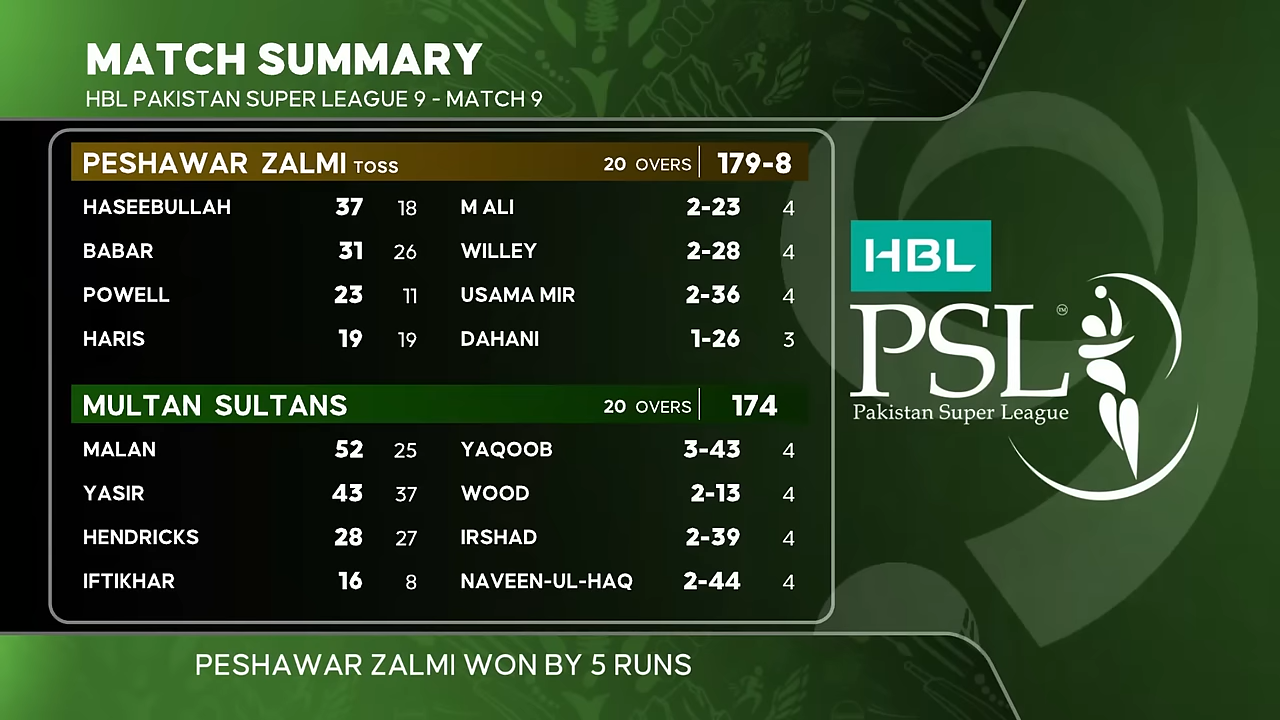 MATCH SUMMARY
HBL PAKISTAN SUPER LEAGUE 9 - MATCH 9
PESHAWAR ZALMI TOSS 20 OVERS 179-8
HASEEBULLAH 37 18 M ALI 2-23 4
BABAR 31 26 WILLEY 2-28 4
POWELL 23 11 USAMA MIR 2-36 4
HARIS 19 19 DAHANI 1-26 3
MULTAN SULTANS 20 OVERS 174
MALAN 52 25 YAQOOB 3-43 4
YASIR 43 37 WOOD 2-13 4
HENDRICKS 28 27 IRSHAD 2-39 4
IFTIKHAR 16 8 NAVEEN-UL-HAQ 2-44 4
PESHAWAR ZALMI WON BY 5 RUNS
HBL
PSL ™
Pakistan Super League